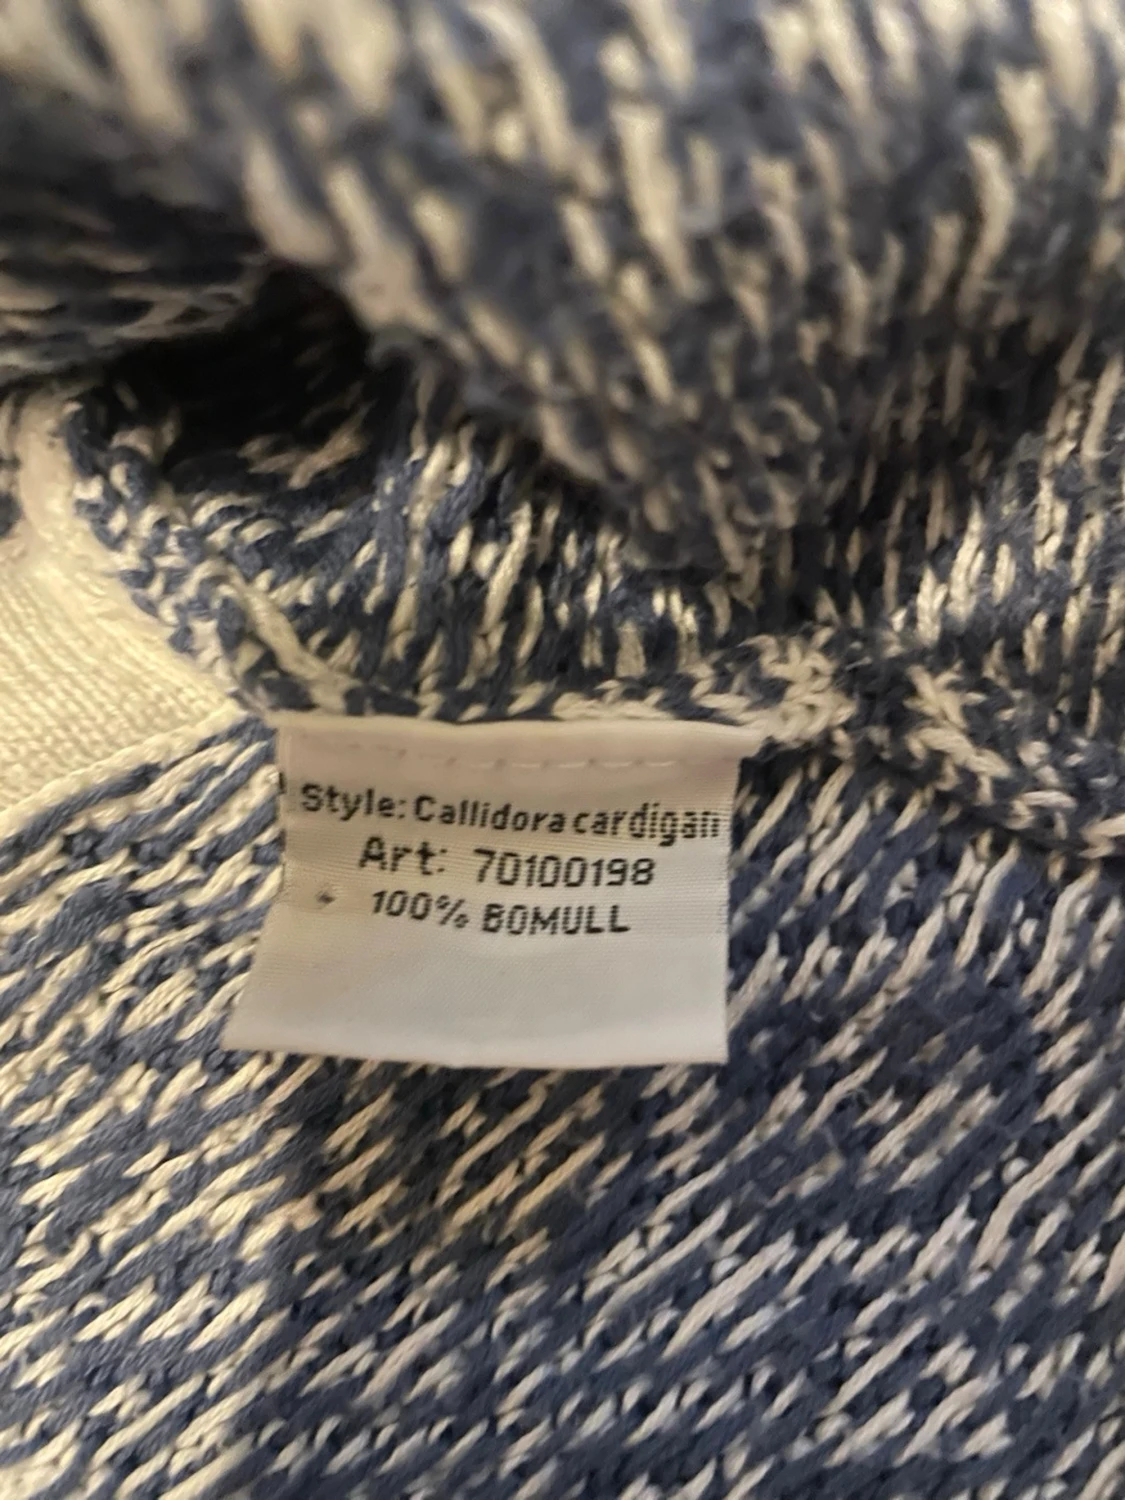 Style: Callidora cardigan
Art: 70100198
100% BOMULL